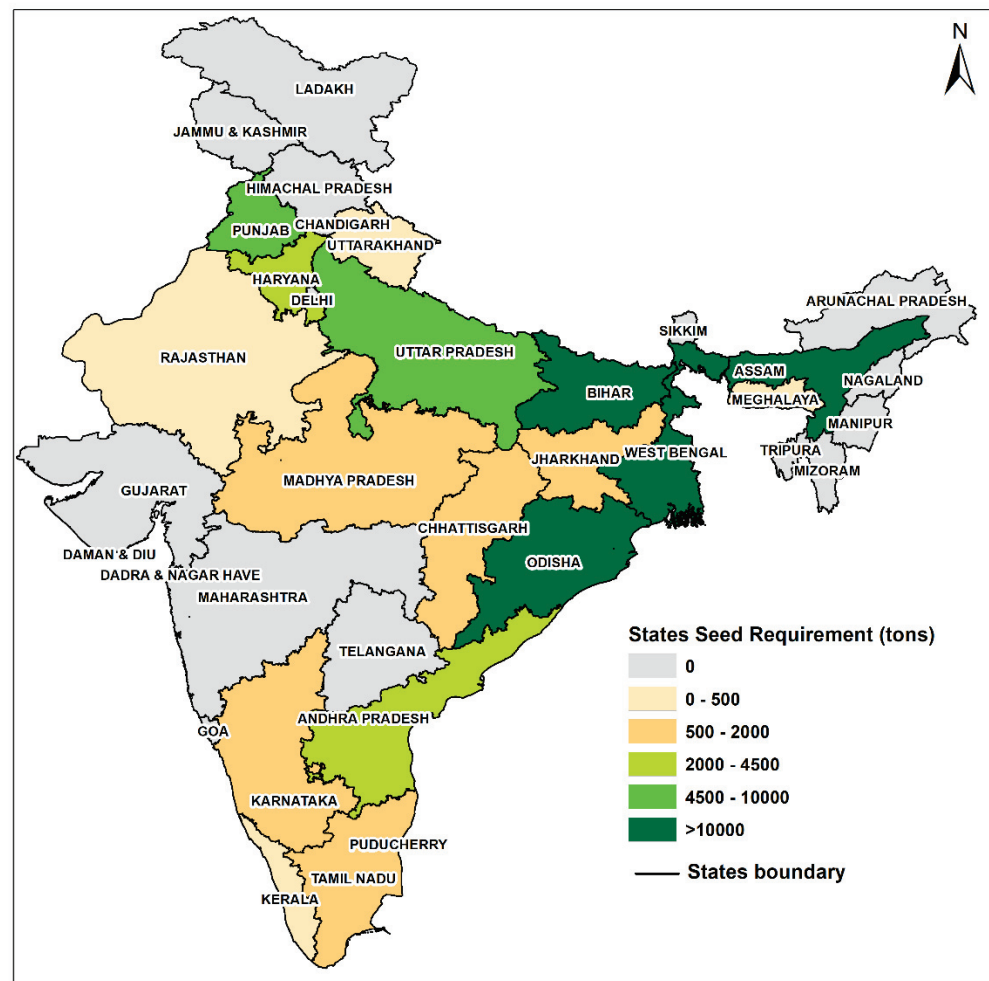 N
LADAKH
JAMMU & KASHMIR
HIMACHAL PRADESH
CHANDIGARH
PUNJAB
UTTARAKHAND
HARYANA
DELHI
ARUNACHAL PRADESH
SIKKIM
RAJASTHAN
UTTAR PRADESH
ASSAM
NAGALAND
BIHAR
MEGHALAYA
MANIPUR
TRIPURA
WEST BENGAL
JHARKHAND
MIZORAM
GUJARAT
MADHYA PRADESH
CHHATTISGARH
DAMAN & DIU
ODISHA
DADRA & NAGAR HAVE
MAHARASHTRA
TELANGANA
ANDHRA PRADESH
GOA
KARNATAKA
PUDUCHERRY
TAMIL NADU
KERALA
States Seed Requirement (tons)
0
0 - 500
500 - 2000
2000 - 4500
4500 - 10000
>10000
States boundary